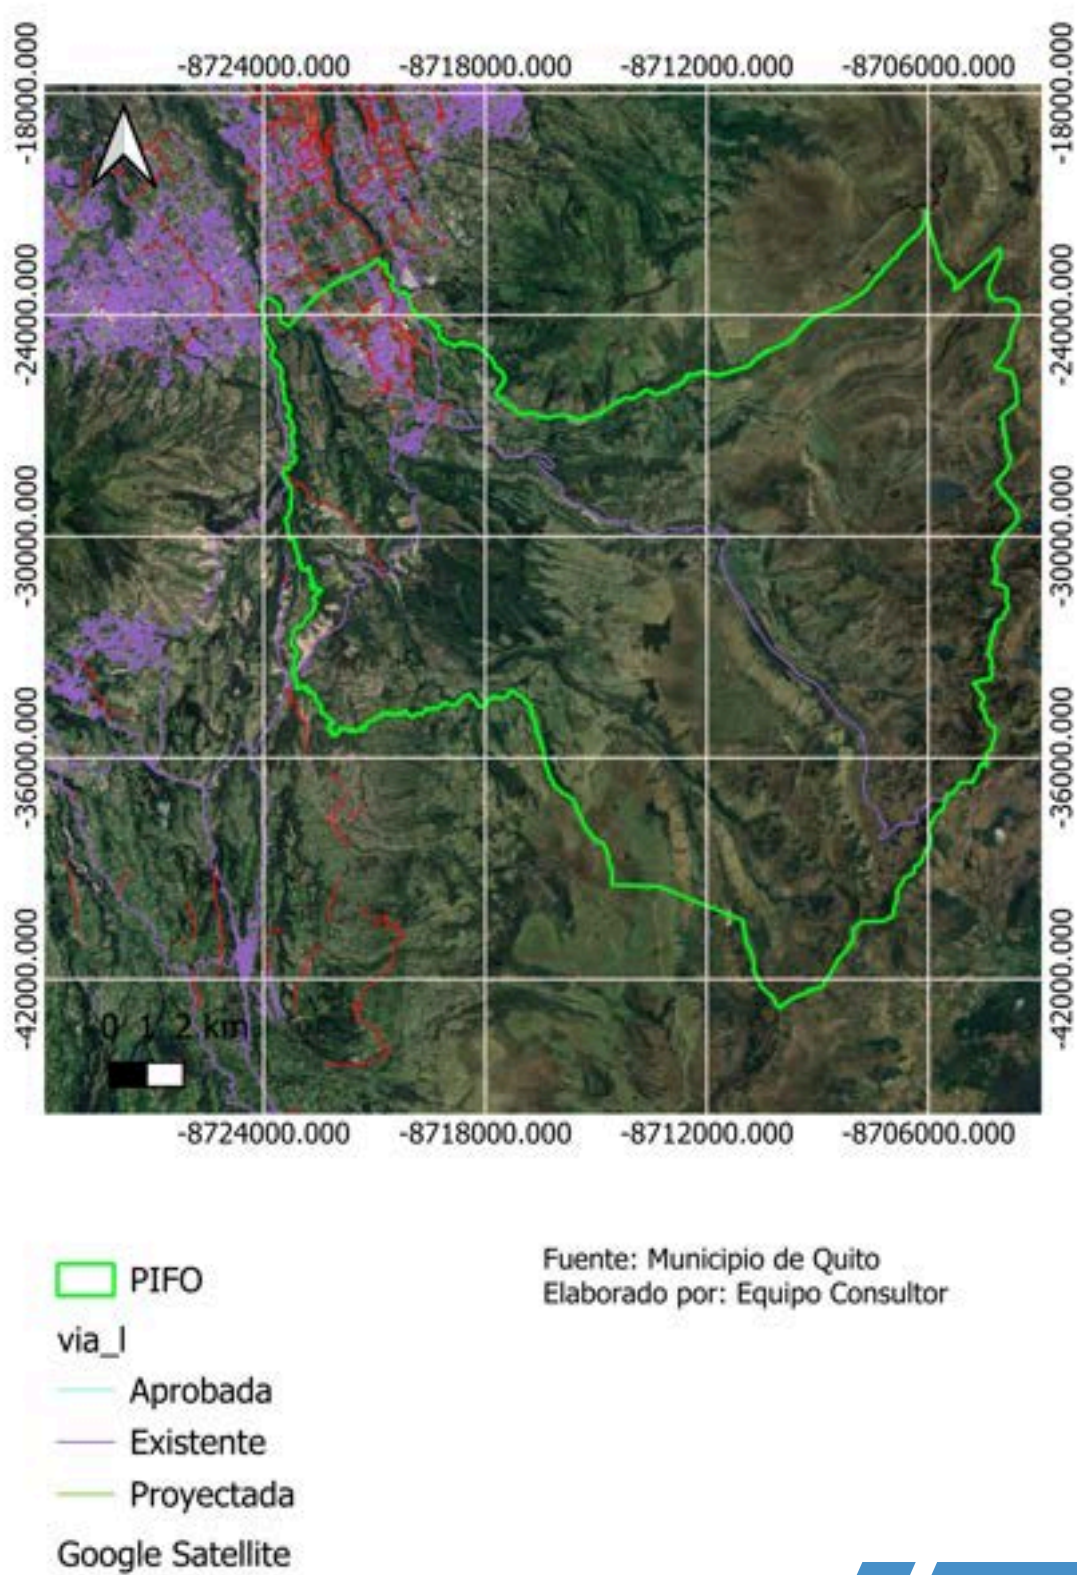 -8724000.000 -8718000.000 -8712000.000 -8706000.000
-18000.000 -18000.000
-24000.000 -24000.000
-30000.000 -30000.000
-36000.000 -36000.000
-42000.000 -42000.000
0 1 2 km
-8724000.000 -8718000.000 -8712000.000 -8706000.000
PIFO
Fuente: Municipio de Quito
Elaborado por: Equipo Consultor
via_l
Aprobada
Existente
Proyectada
Google Satellite